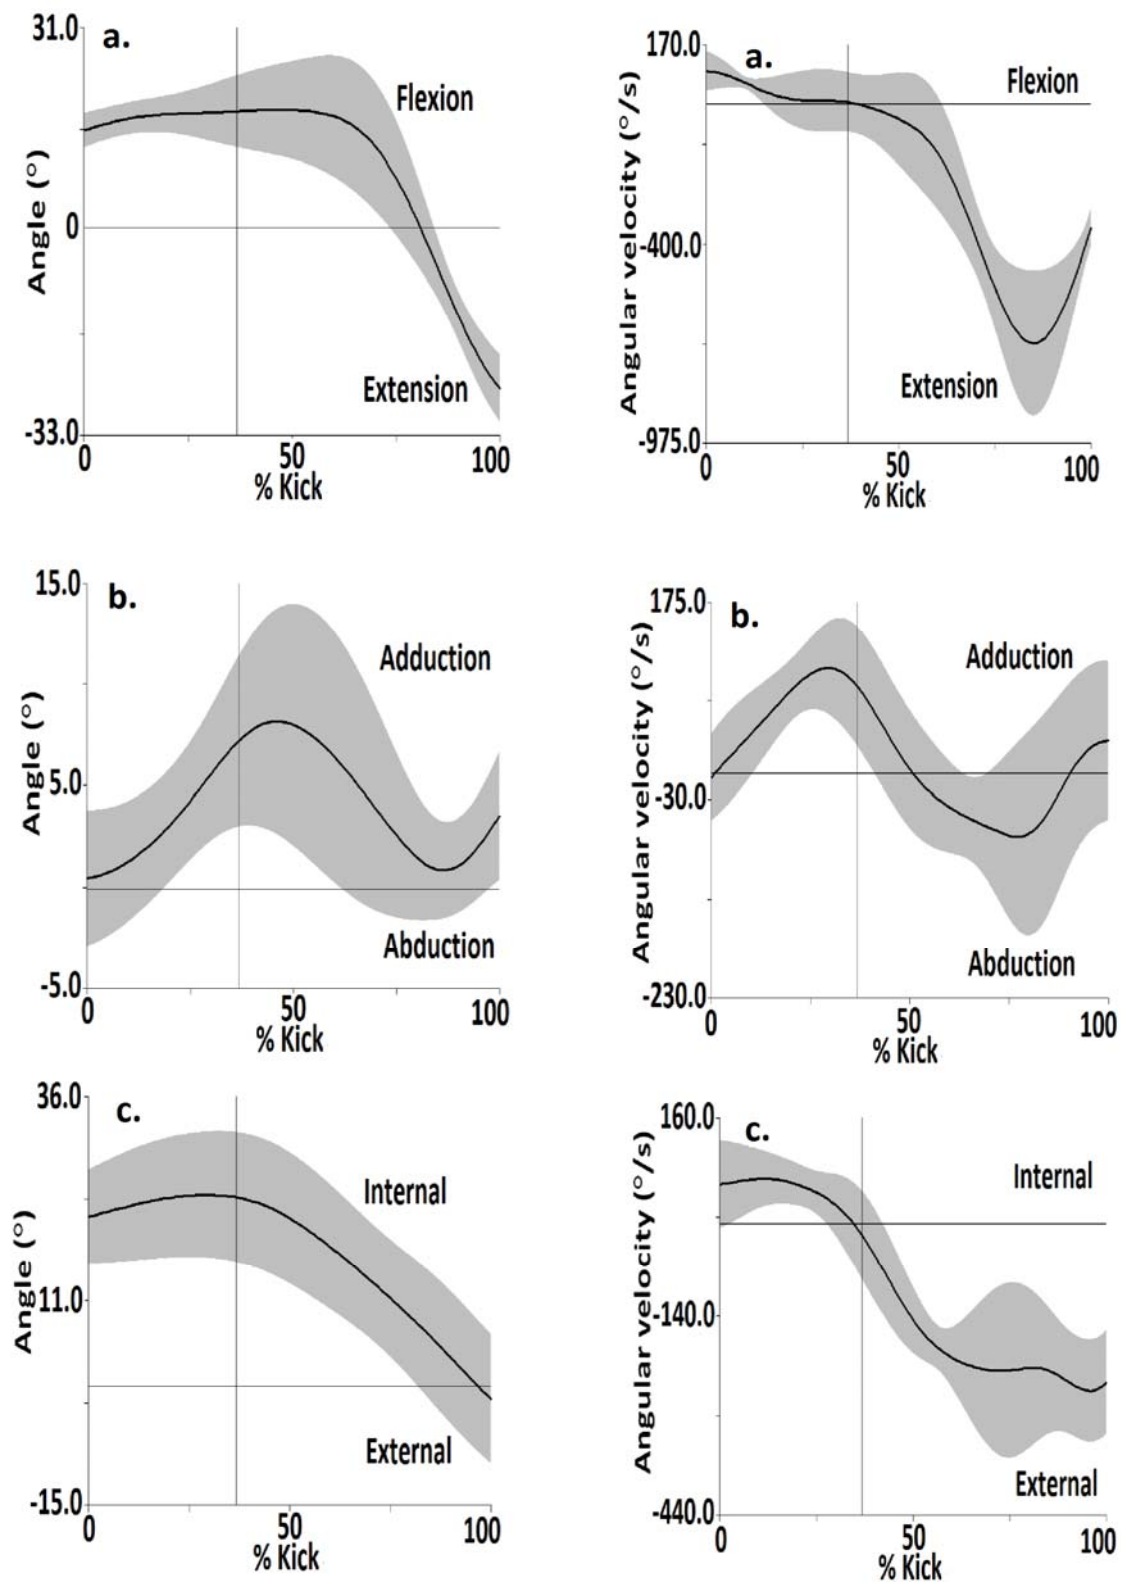 31.0
a.
Flexion
Angle (°)
0
Extension
-33.0
0
50
100
% Kick
170.0
a.
Flexion
Angular velocity (°/s)
-400.0
Extension
-975.0
0
50
100
% Kick
15.0
b.
Adduction
Angle (°)
5.0
Abduction
-5.0
0
50
100
% Kick
175.0
b.
Adduction
Angular velocity (°/s)
-30.0
Abduction
-230.0
0
50
100
% Kick
36.0
c.
Internal
Angle (°)
11.0
External
-15.0
0
50
100
% Kick
160.0
c.
Internal
Angular velocity (°/s)
-140.0
External
-440.0
0
50
100
% Kick